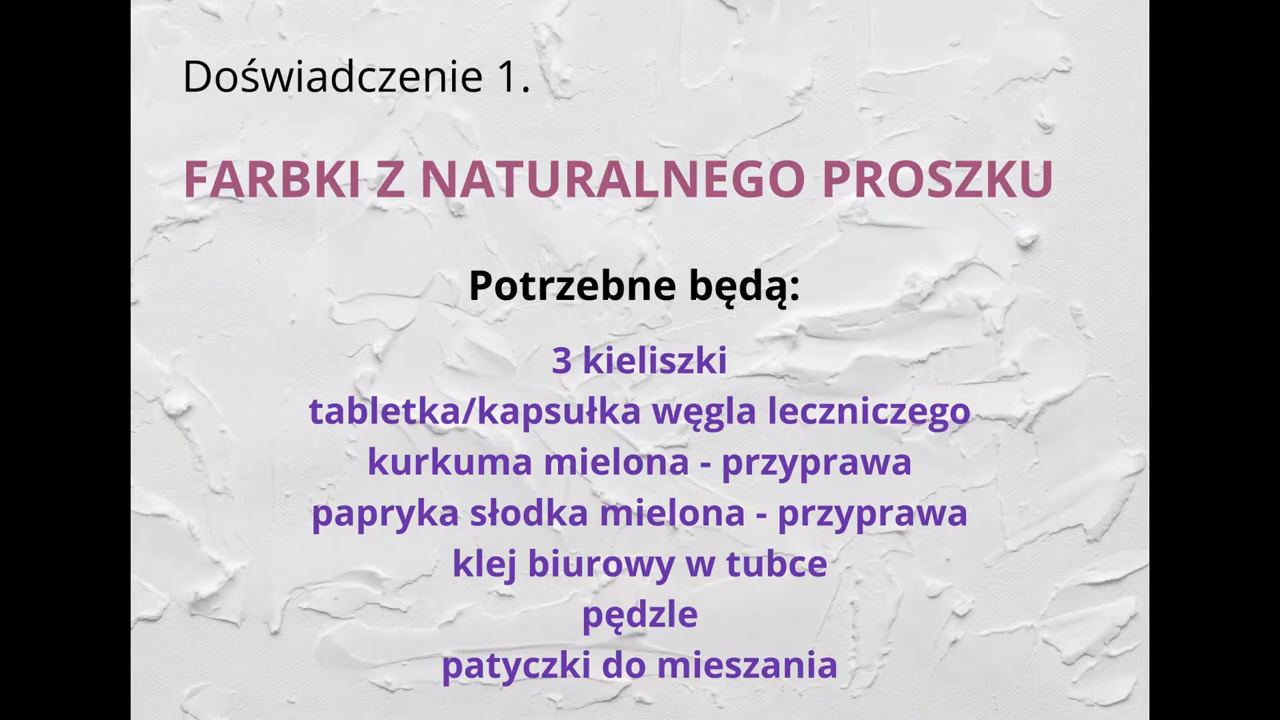 Doświadczenie 1.
FARBKI Z NATURALNEGO PROSZKU
Potrzebne będą:
3 kieliszki
tabletka/kapsułka węgla leczniczego
kurkuma mielona - przyprawa
papryka słodka mielona - przyprawa
klej biurowy w tubce
pędzle
patyczki do mieszania